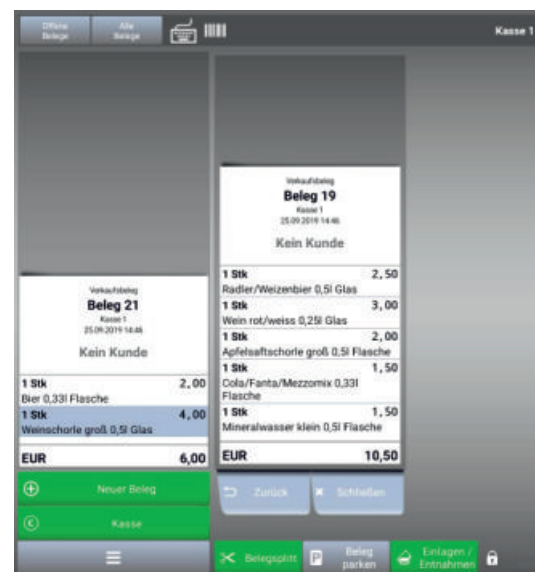 Offene
Belege
Alle
Belege
Kasse 1
Verkaufsbeleg
Beleg 21
Kasse 1
25.09.2019 14:46
Kein Kunde
1 Stk 2,00
Bier 0,33l Flasche
1 Stk 4,00
Weinschorle groß 0,5l Glas
EUR 6,00
Neuer Beleg
Kasse
Verkaufsbeleg
Beleg 19
Kasse 1
25.09.2019 14:46
Kein Kunde
1 Stk 2,50
Radler/Weizenbier 0,5l Glas
1 Stk 3,00
Wein rot/weiss 0,25l Glas
1 Stk 2,00
Apfelsaftschorle groß 0,5l Flasche
1 Stk 1,50
Cola/Fanta/Mezzomix 0,33l
Flasche
1 Stk 1,50
Mineralwasser klein 0,5l Flasche
EUR 10,50
Zurück
Schließen
Belegsplitt
P
Beleg
parken
Einlagen /
Entnahmen